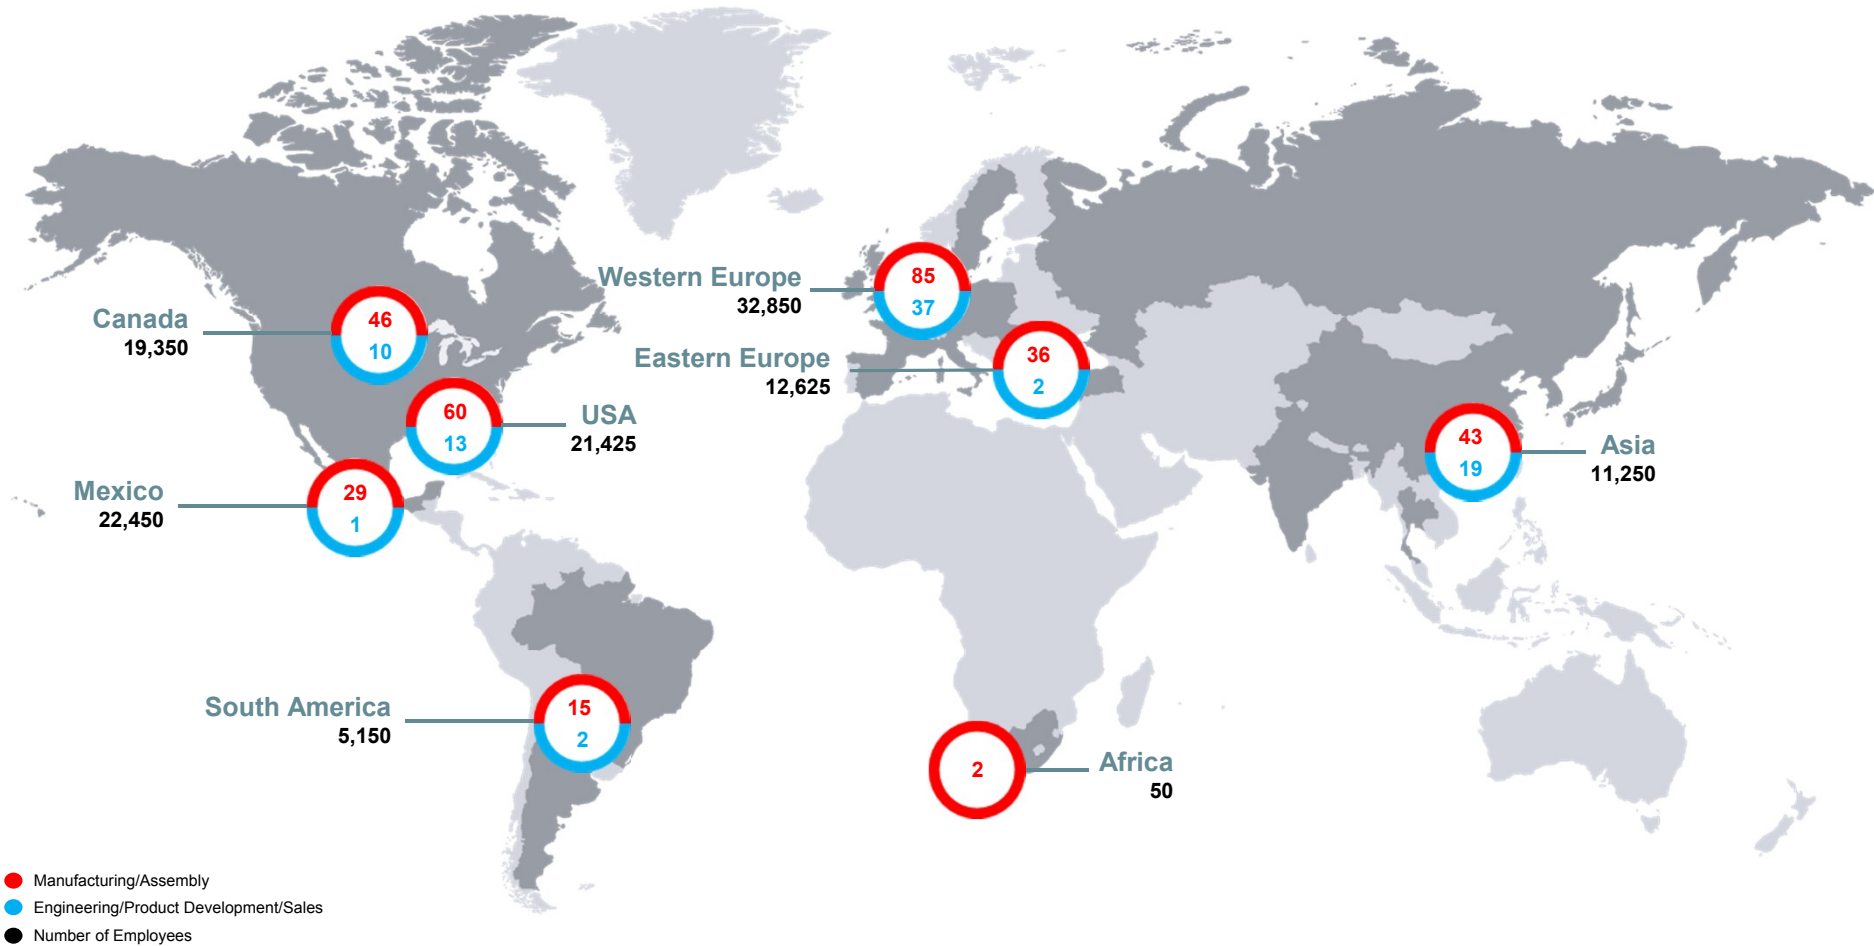 Western Europe
32,850
85
37
Canada
19,350
46
10
Eastern Europe
12,625
36
2
60
13
USA
21,425
43
19
Asia
11,250
Mexico
22,450
29
1
South America
5,150
15
2
2
Africa
50
Manufacturing/Assembly
Engineering/Product Development/Sales
Number of Employees